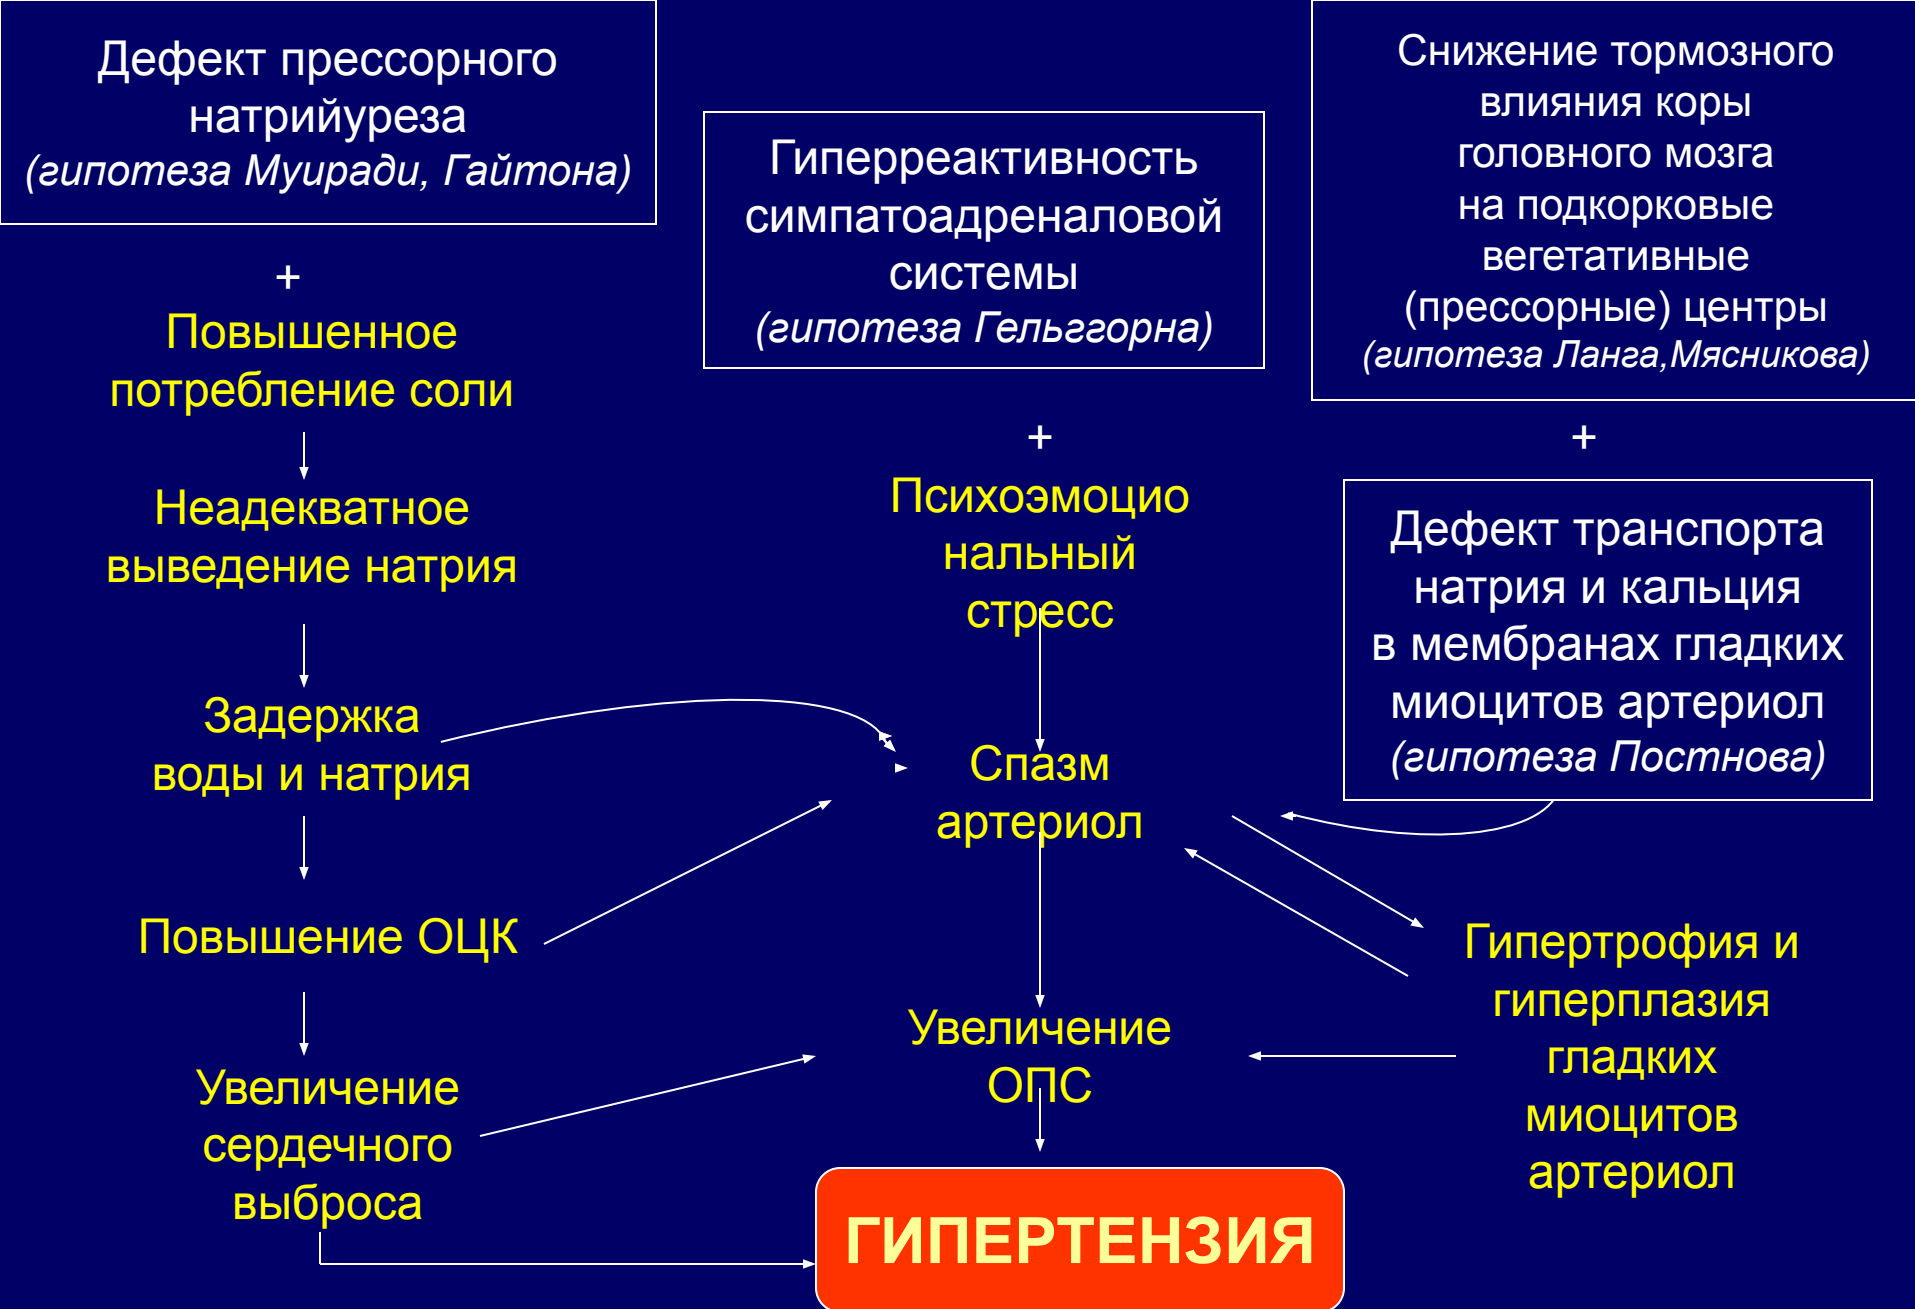 Дефект прессорного
натрийуреза
(гипотеза Муиради, Гайтона)
+
Повышенное
потребление соли
Неадекватное
выведение натрия
Задержка
воды и натрия
Повышение ОЦК
Увеличение
сердечного
выброса
Гиперреактивность
симпатоадреналовой
системы
(гипотеза Гельггорна)
+
Психоэмоцио
нальный
стресс
Спазм
артериол
Увеличение
ОПС
ГИПЕРТЕНЗИЯ
Снижение тормозного
влияния коры
головного мозга
на подкорковые
вегетативные
(прессорные) центры
(гипотеза Ланга,Мясникова)
+
Дефект транспорта
натрия и кальция
в мембранах гладких
миоцитов артериол
(гипотеза Постнова)
Гипертрофия и
гиперплазия
гладких
миоцитов
артериол